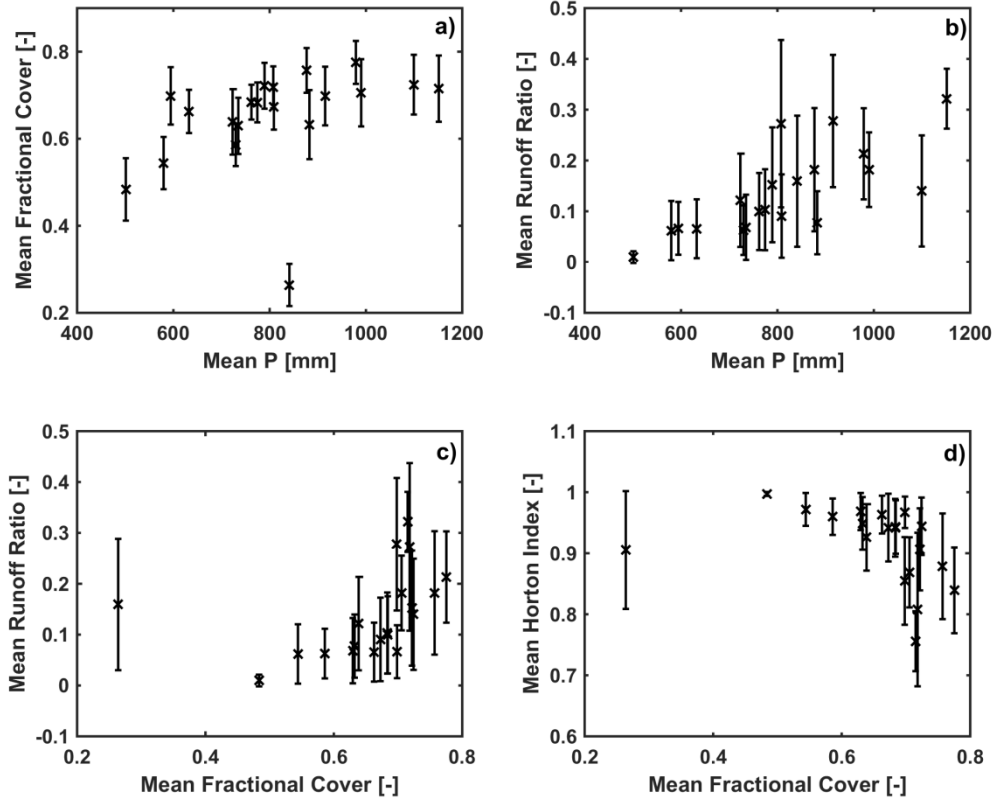 a)
0.8
0.6
0.4
0.2
400 600 800 1000 1200
Mean P [mm]
Mean Fractional Cover [-]
b)
0.5
0.4
0.3
0.2
0.1
0
-0.1
400 600 800 1000 1200
Mean P [mm]
Mean Runoff Ratio [-]
c)
0.5
0.4
0.3
0.2
0.1
0
-0.1
0.2 0.4 0.6 0.8
Mean Fractional Cover [-]
Mean Runoff Ratio [-]
d)
1.1
1
0.9
0.8
0.7
0.6
0.2 0.4 0.6 0.8
Mean Fractional Cover [-]
Mean Horton Index [-]